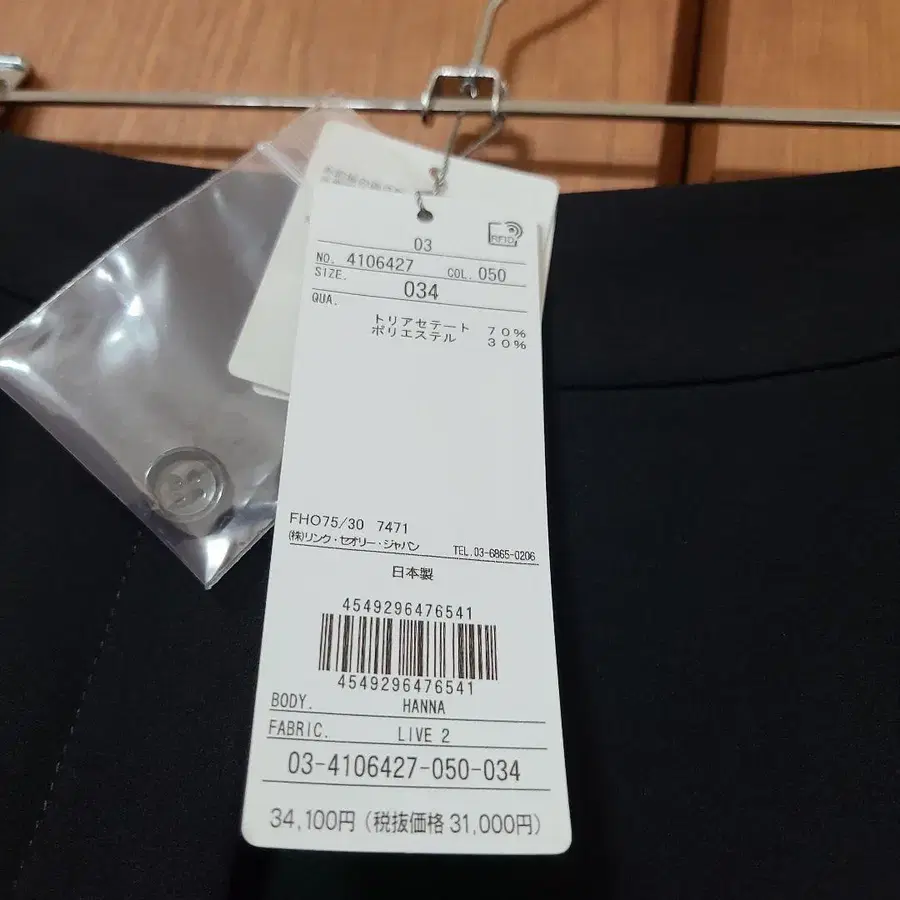 RFID
03
NO. 4106427 COL. 050
SIZE. 034
QUA.
トリアセテート 70%
ポリエステル 30%
FHO75/30 7471
(株)リンク・セオリー・ジャパン TEL.03-6865-0206
日本製
4549296476541
4549296476541
BODY. HANNA
FABRIC. LIVE 2
03-4106427-050-034
34,100円(税抜価格 31,000円)